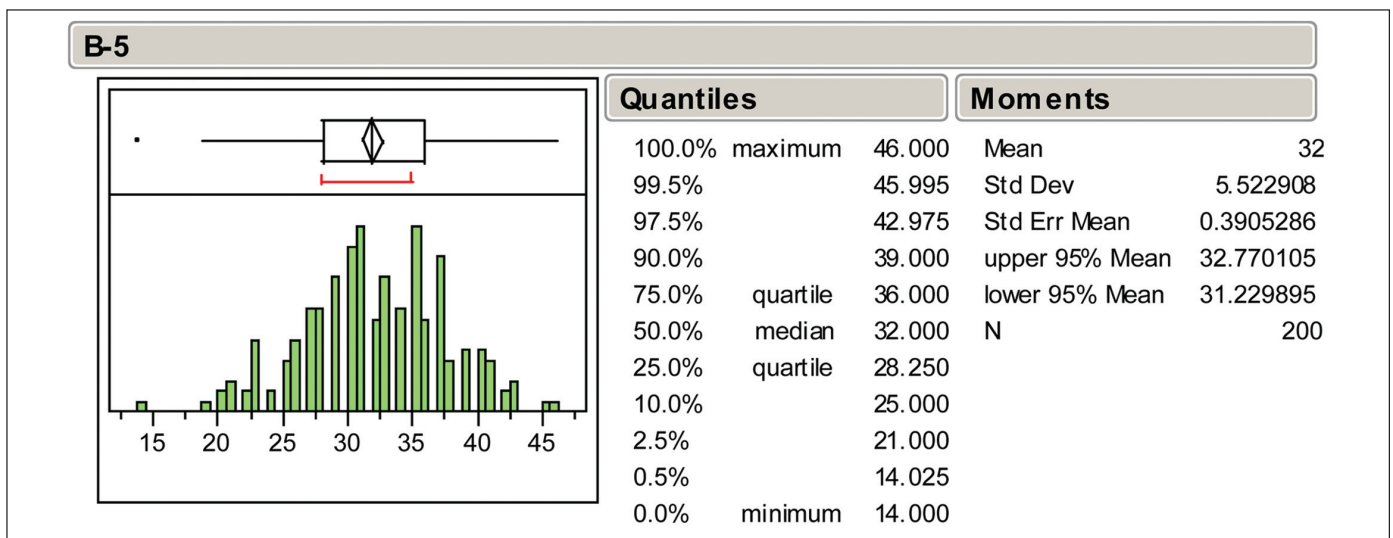 B-5
Quantiles
100.0% maximum 46.000
99.5% 45.995
97.5% 42.975
90.0% 39.000
75.0% quartile 36.000
50.0% median 32.000
25.0% quartile 28.250
10.0% 25.000
2.5% 21.000
0.5% 14.025
0.0% minimum 14.000
Moments
Mean 32
Std Dev 5.522908
Std Err Mean 0.3905286
upper 95% Mean 32.770105
lower 95% Mean 31.229895
N 200
15 20 25 30 35 40 45